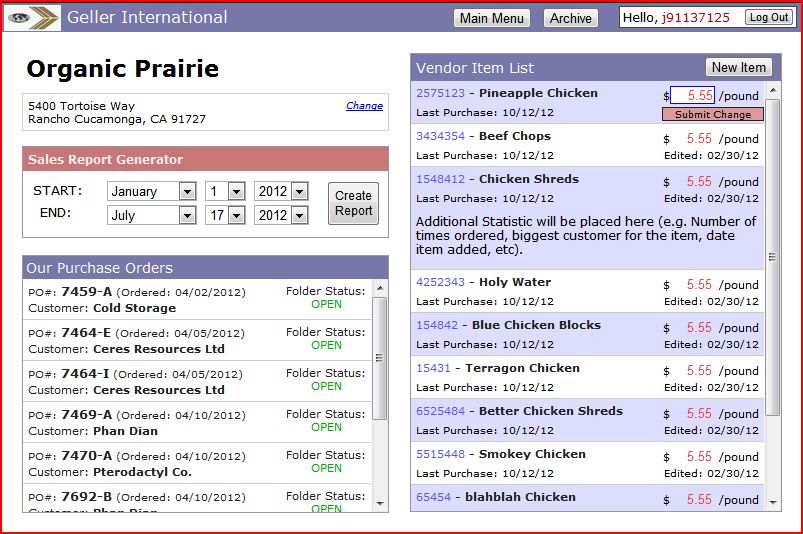 Geller International
Main Menu
Archive
Hello, j91137125
Log Out
Organic Prairie
5400 Tortoise Way
Change
Rancho Cucamonga, CA 91727
Sales Report Generator
START: January 1 2012
END: July 17 2012
Create
Report
Our Purchase Orders
PO#: 7459-A (Ordered: 04/02/2012) Folder Status:
Customer: Cold Storage OPEN
PO#: 7464-E (Ordered: 04/05/2012) Folder Status:
Customer: Ceres Resources Ltd OPEN
PO#: 7464-I (Ordered: 04/05/2012) Folder Status:
Customer: Ceres Resources Ltd OPEN
PO#: 7469-A (Ordered: 04/10/2012) Folder Status:
Customer: Phan Dian OPEN
PO#: 7470-A (Ordered: 04/10/2012) Folder Status:
Customer: Pterodactyl Co. OPEN
PO#: 7692-B (Ordered: 04/10/2012) Folder Status:
Customer: Phan Dian OPEN
Vendor Item List
New Item
2575123 - Pineapple Chicken $ 5.55 /pound
Last Purchase: 10/12/12 Submit Change
3434354 - Beef Chops $ 5.55 /pound
Last Purchase: 10/12/12 Edited: 02/30/12
1548412 - Chicken Shreds $ 5.55 /pound
Last Purchase: 10/12/12 Edited: 02/30/12
Additional Statistic will be placed here (e.g. Number of
times ordered, biggest customer for the item, date
item added, etc).
4252343 - Holy Water $ 5.55 /pound
Last Purchase: 10/12/12 Edited: 02/30/12
154842 - Blue Chicken Blocks $ 5.55 /pound
Last Purchase: 10/12/12 Edited: 02/30/12
15431 - Terragon Chicken $ 5.55 /pound
Last Purchase: 10/12/12 Edited: 02/30/12
6525484 - Better Chicken Shreds $ 5.55 /pound
Last Purchase: 10/12/12 Edited: 02/30/12
5515448 - Smokey Chicken $ 5.55 /pound
Last Purchase: 10/12/12 Edited: 02/30/12
65454 - blahblah Chicken $ 5.55 /pound